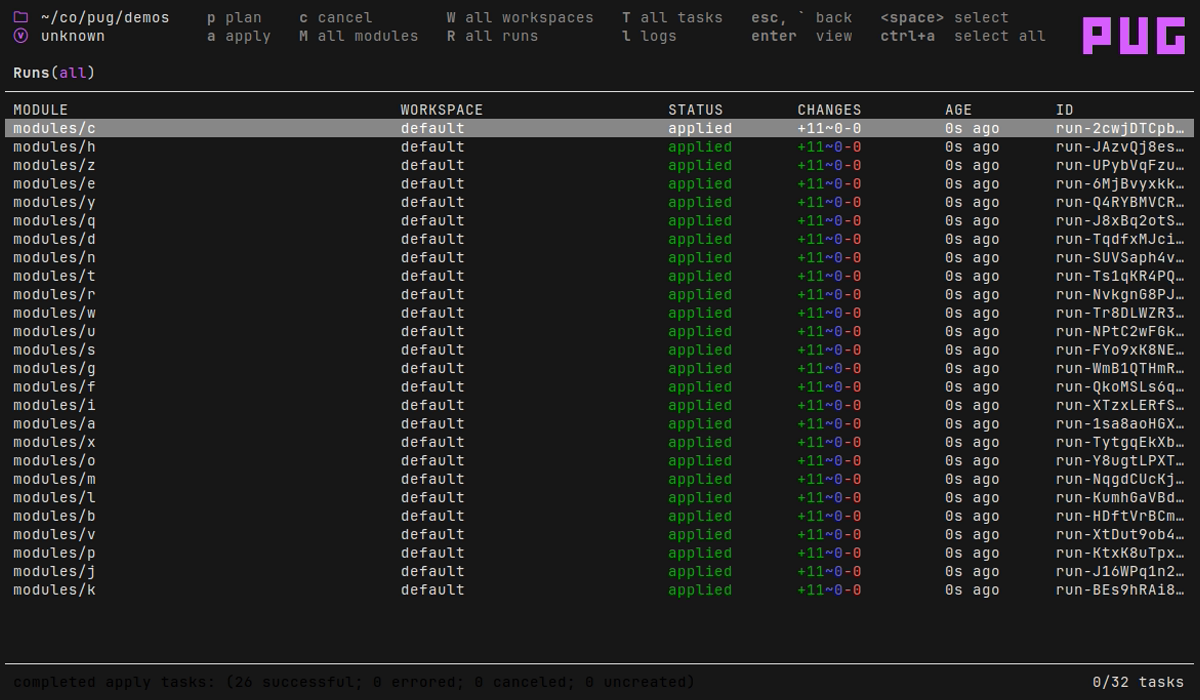 ~/co/pug/demos p plan c cancel W all workspaces T all tasks esc, ` back <space> select
unknown a apply M all modules R all runs l logs enter view ctrl+a select all
PUG
Runs(all)
MODULE WORKSPACE STATUS CHANGES AGE ID
modules/c default applied +11~0-0 0s ago run-2cwjDTCpb…
modules/h default applied +11~0-0 0s ago run-JAzvQj8es…
modules/z default applied +11~0-0 0s ago run-UPybVqFzu…
modules/e default applied +11~0-0 0s ago run-6MjBvyxkk…
modules/y default applied +11~0-0 0s ago run-Q4RYBMVCR…
modules/q default applied +11~0-0 0s ago run-J8xBq2otS…
modules/d default applied +11~0-0 0s ago run-TqdfxMJci…
modules/n default applied +11~0-0 0s ago run-SUVSaph4v…
modules/t default applied +11~0-0 0s ago run-Ts1qKR4PQ…
modules/r default applied +11~0-0 0s ago run-NvkgnG8PJ…
modules/w default applied +11~0-0 0s ago run-Tr8DLWZR3…
modules/u default applied +11~0-0 0s ago run-NPtC2wFGk…
modules/s default applied +11~0-0 0s ago run-FYo9xK8NE…
modules/g default applied +11~0-0 0s ago run-WmB1QTHmR…
modules/f default applied +11~0-0 0s ago run-QkoMSLs6q…
modules/i default applied +11~0-0 0s ago run-XTzxLERfS…
modules/a default applied +11~0-0 0s ago run-1sa8aoHGX…
modules/x default applied +11~0-0 0s ago run-TytgqEkXb…
modules/o default applied +11~0-0 0s ago run-Y8ugtLPXT…
modules/m default applied +11~0-0 0s ago run-NqgdCUcKj…
modules/l default applied +11~0-0 0s ago run-KumhGaVBd…
modules/b default applied +11~0-0 0s ago run-HDftVrBCm…
modules/v default applied +11~0-0 0s ago run-XtDut9ob4…
modules/p default applied +11~0-0 0s ago run-KtxK8uTpx…
modules/j default applied +11~0-0 0s ago run-J16WPq1n2…
modules/k default applied +11~0-0 0s ago run-BEs9hRAi8…
completed apply tasks: (26 successful; 0 errored; 0 canceled; 0 uncreated) 0/32 tasks